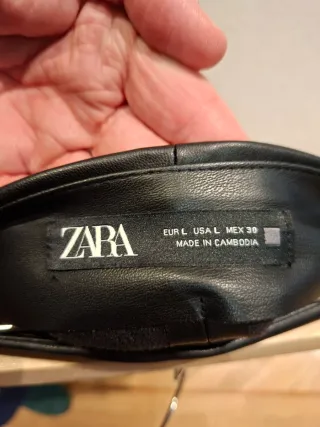 ZARA
EUR L USA L MEX 30
MADE IN CAMBODIA